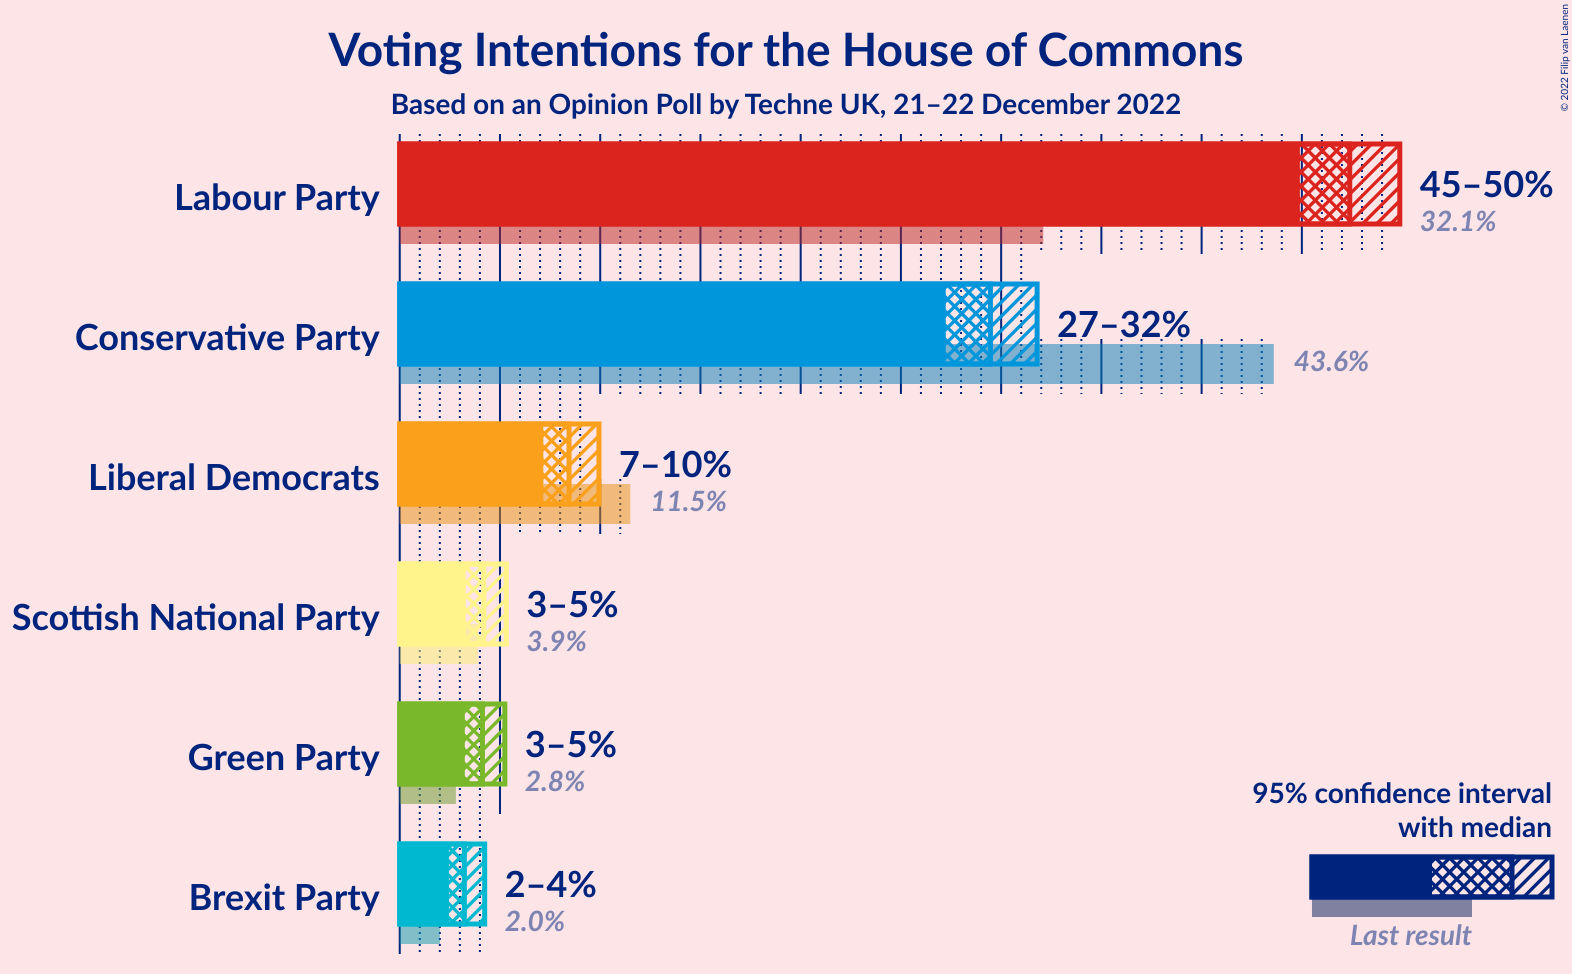 Voting Intentions for the House of Commons
Based on an Opinion Poll by Techne UK, 21–22 December 2022
© 2022 Filip van Laenen
Labour Party
45–50%
32.1%
Conservative Party
27–32%
43.6%
Liberal Democrats
7–10%
11.5%
Scottish National Party
3–5%
3.9%
Green Party
3–5%
2.8%
Brexit Party
2–4%
2.0%
95% confidence interval
with median
Last result